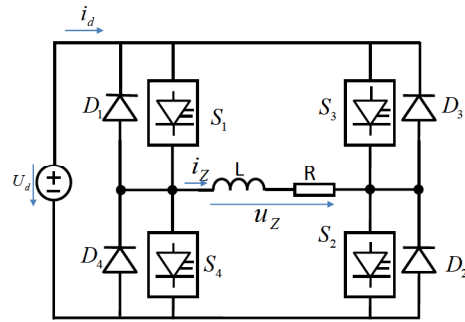 i_d
D_1
S_1
S_3
D_3
i_Z
L
R
U_d
u_Z
D_4
S_4
S_2
D_2